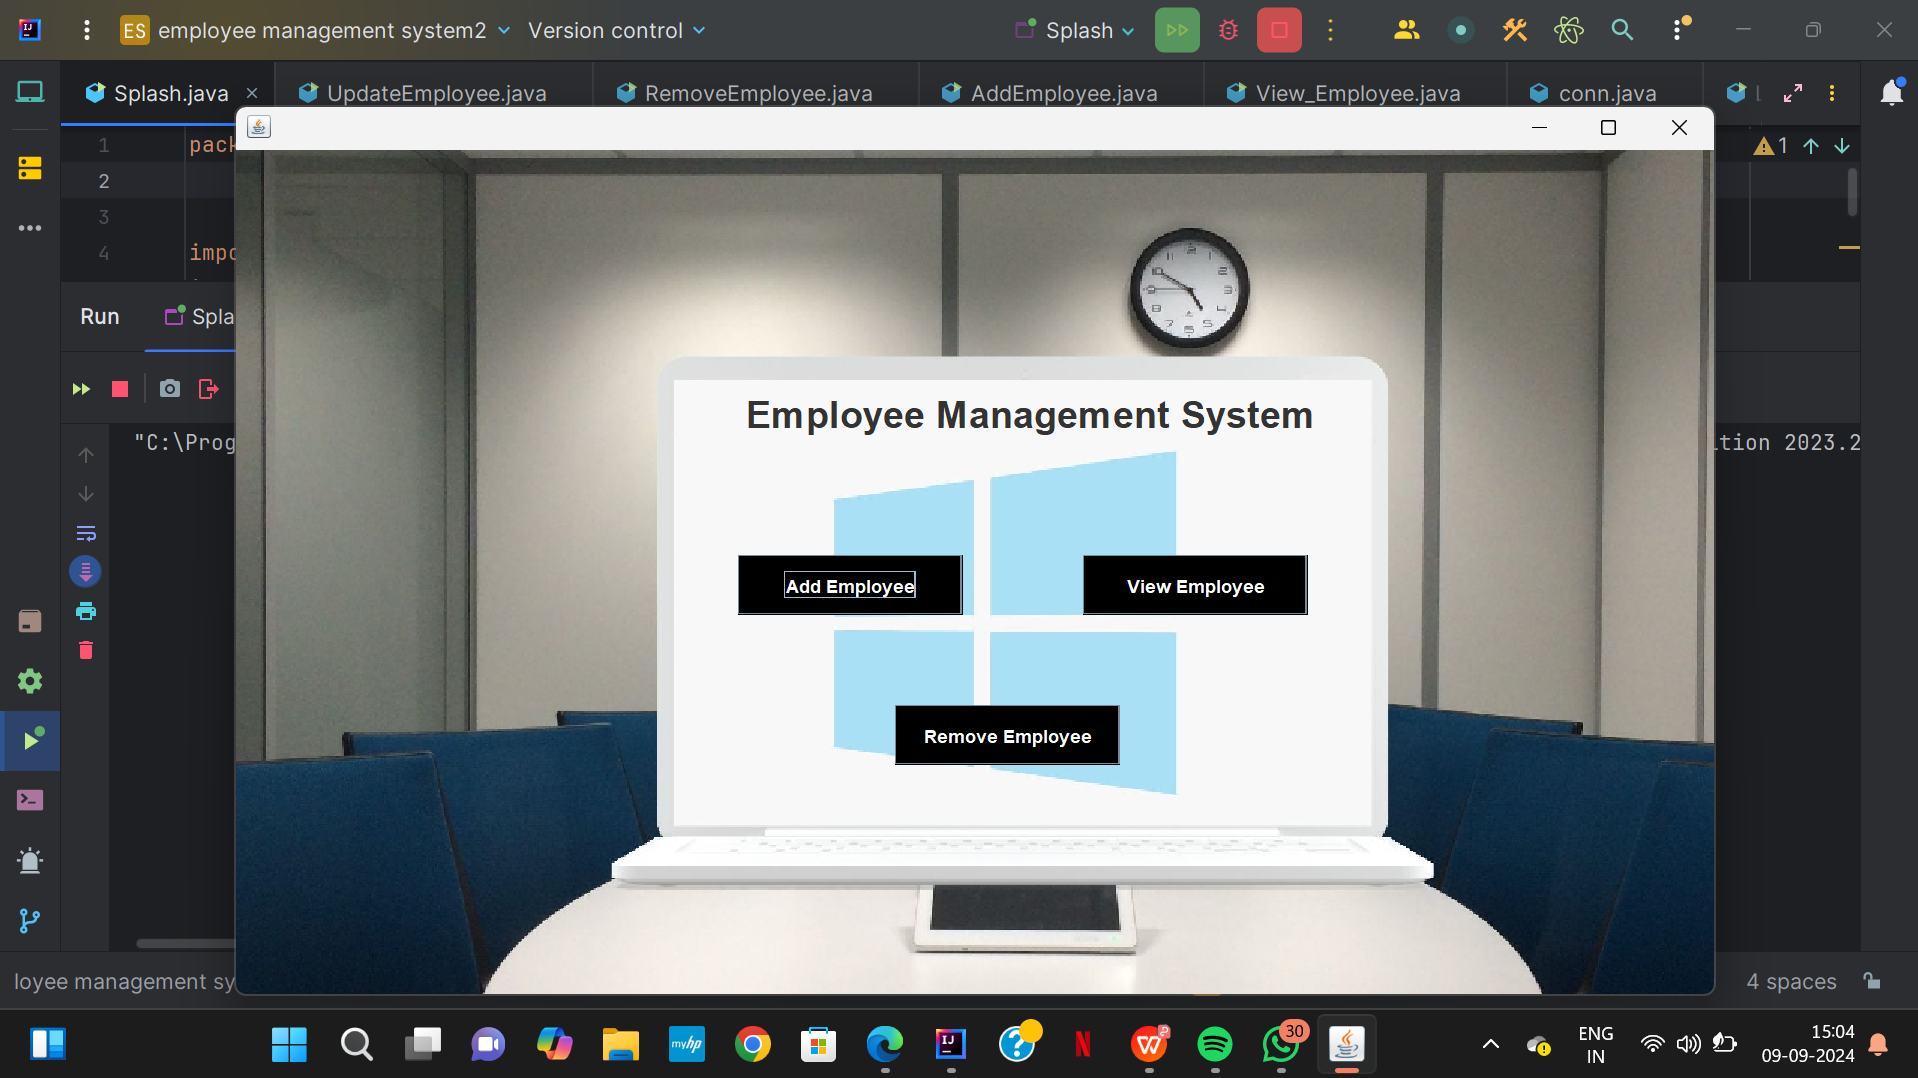 ES employee management system2 Version control Splash
Splash.java UpdateEmployee.java RemoveEmployee.java AddEmployee.java View_Employee.java conn.java
1 pack 1
2
3
4 impo
Run Spla
"C:\Prog ition 2023.2
Employee Management System
Add Employee View Employee
Remove Employee
loyee management sy 4 spaces
myhp 30 ENG 15:04
IN 09-09-2024